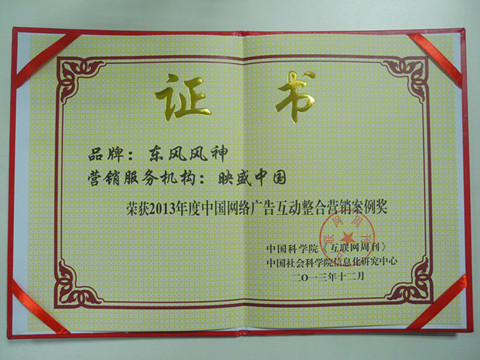 证书
品牌：东风风神
营销服务机构：映盛中国
荣获2013年度中国网络广告互动整合营销案例奖
中国科学院《互联网周刊》
中国社会科学院信息化研究中心
二〇一三年十二月